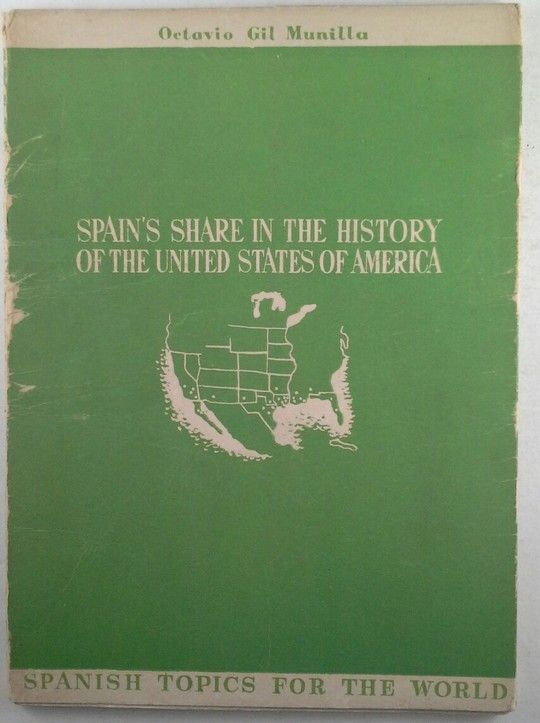 Octavio Gil Munilla
SPAIN'S SHARE IN THE HISTORY
OF THE UNITED STATES OF AMERICA
SPANISH TOPICS FOR THE WORLD